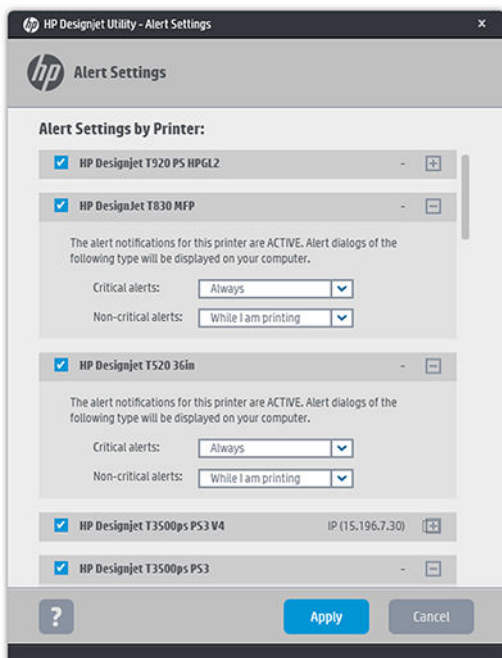 HP Designjet Utility - Alert Settings x
hp Alert Settings
Alert Settings by Printer:
HP Designjet T920 PS HPGL2 - +
HP DesignJet T830 MFP - −
The alert notifications for this printer are ACTIVE. Alert dialogs of the
following type will be displayed on your computer.
Critical alerts: Always
Non-critical alerts: While I am printing
HP Designjet T520 36in - −
The alert notifications for this printer are ACTIVE. Alert dialogs of the
following type will be displayed on your computer.
Critical alerts: Always
Non-critical alerts: While I am printing
HP Designjet T3500ps PS3 V4 IP (15.196.7.30) +
HP Designjet T3500ps PS3 - −
? Apply Cancel